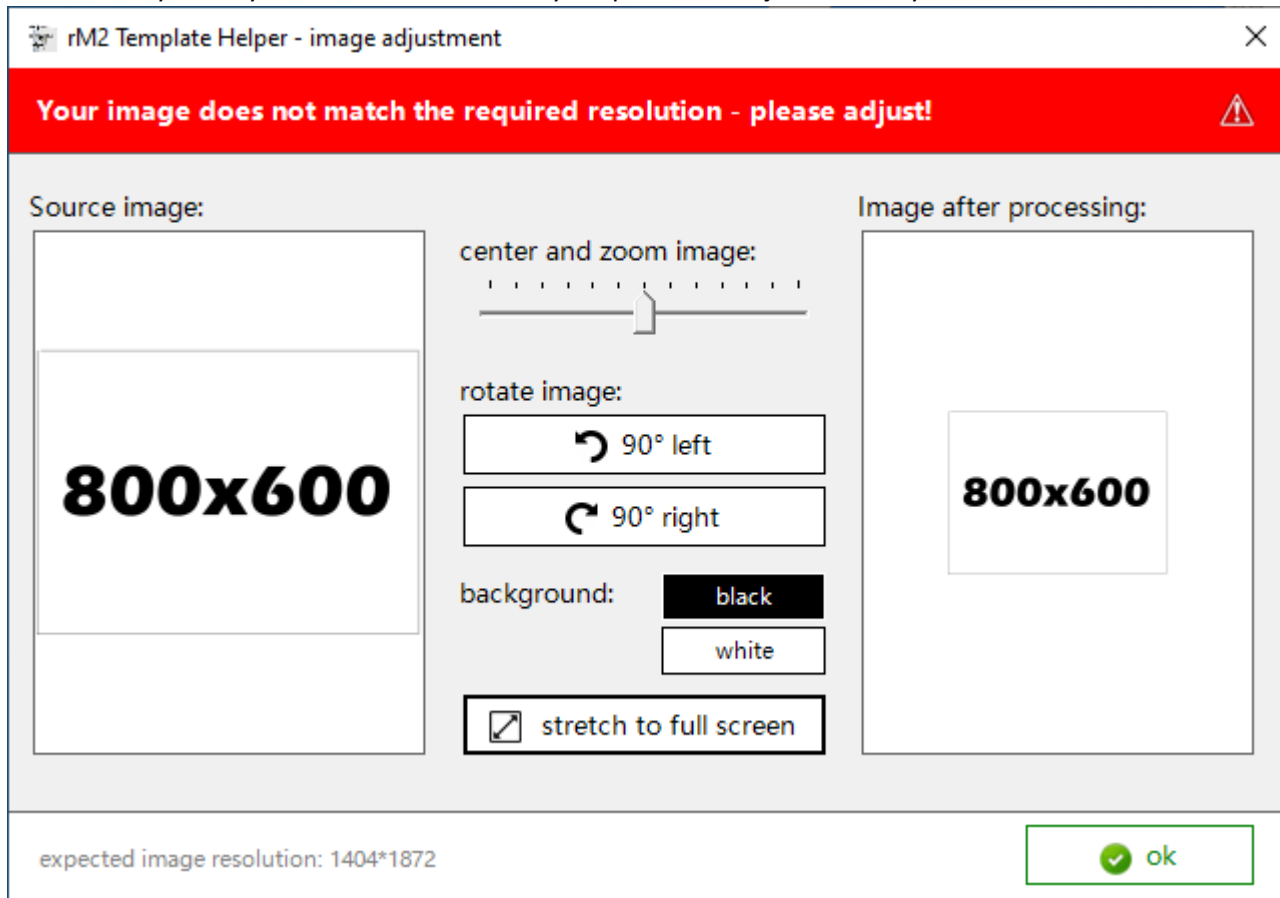 rM2 Template Helper - image adjustment
Your image does not match the required resolution - please adjust!
Source image:
800x600
center and zoom image:
rotate image:
90° left
90° right
background:
black
white
stretch to full screen
Image after processing:
800x600
expected image resolution: 1404*1872
ok